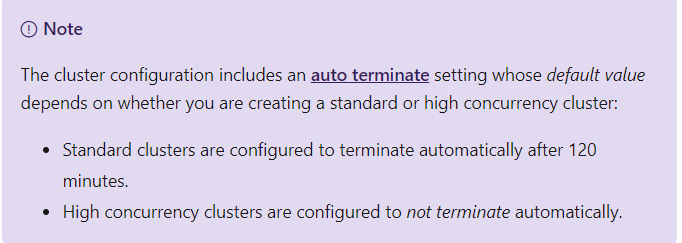 Note
The cluster configuration includes an auto terminate setting whose default value
depends on whether you are creating a standard or high concurrency cluster:
• Standard clusters are configured to terminate automatically after 120
minutes.
• High concurrency clusters are configured to not terminate automatically.